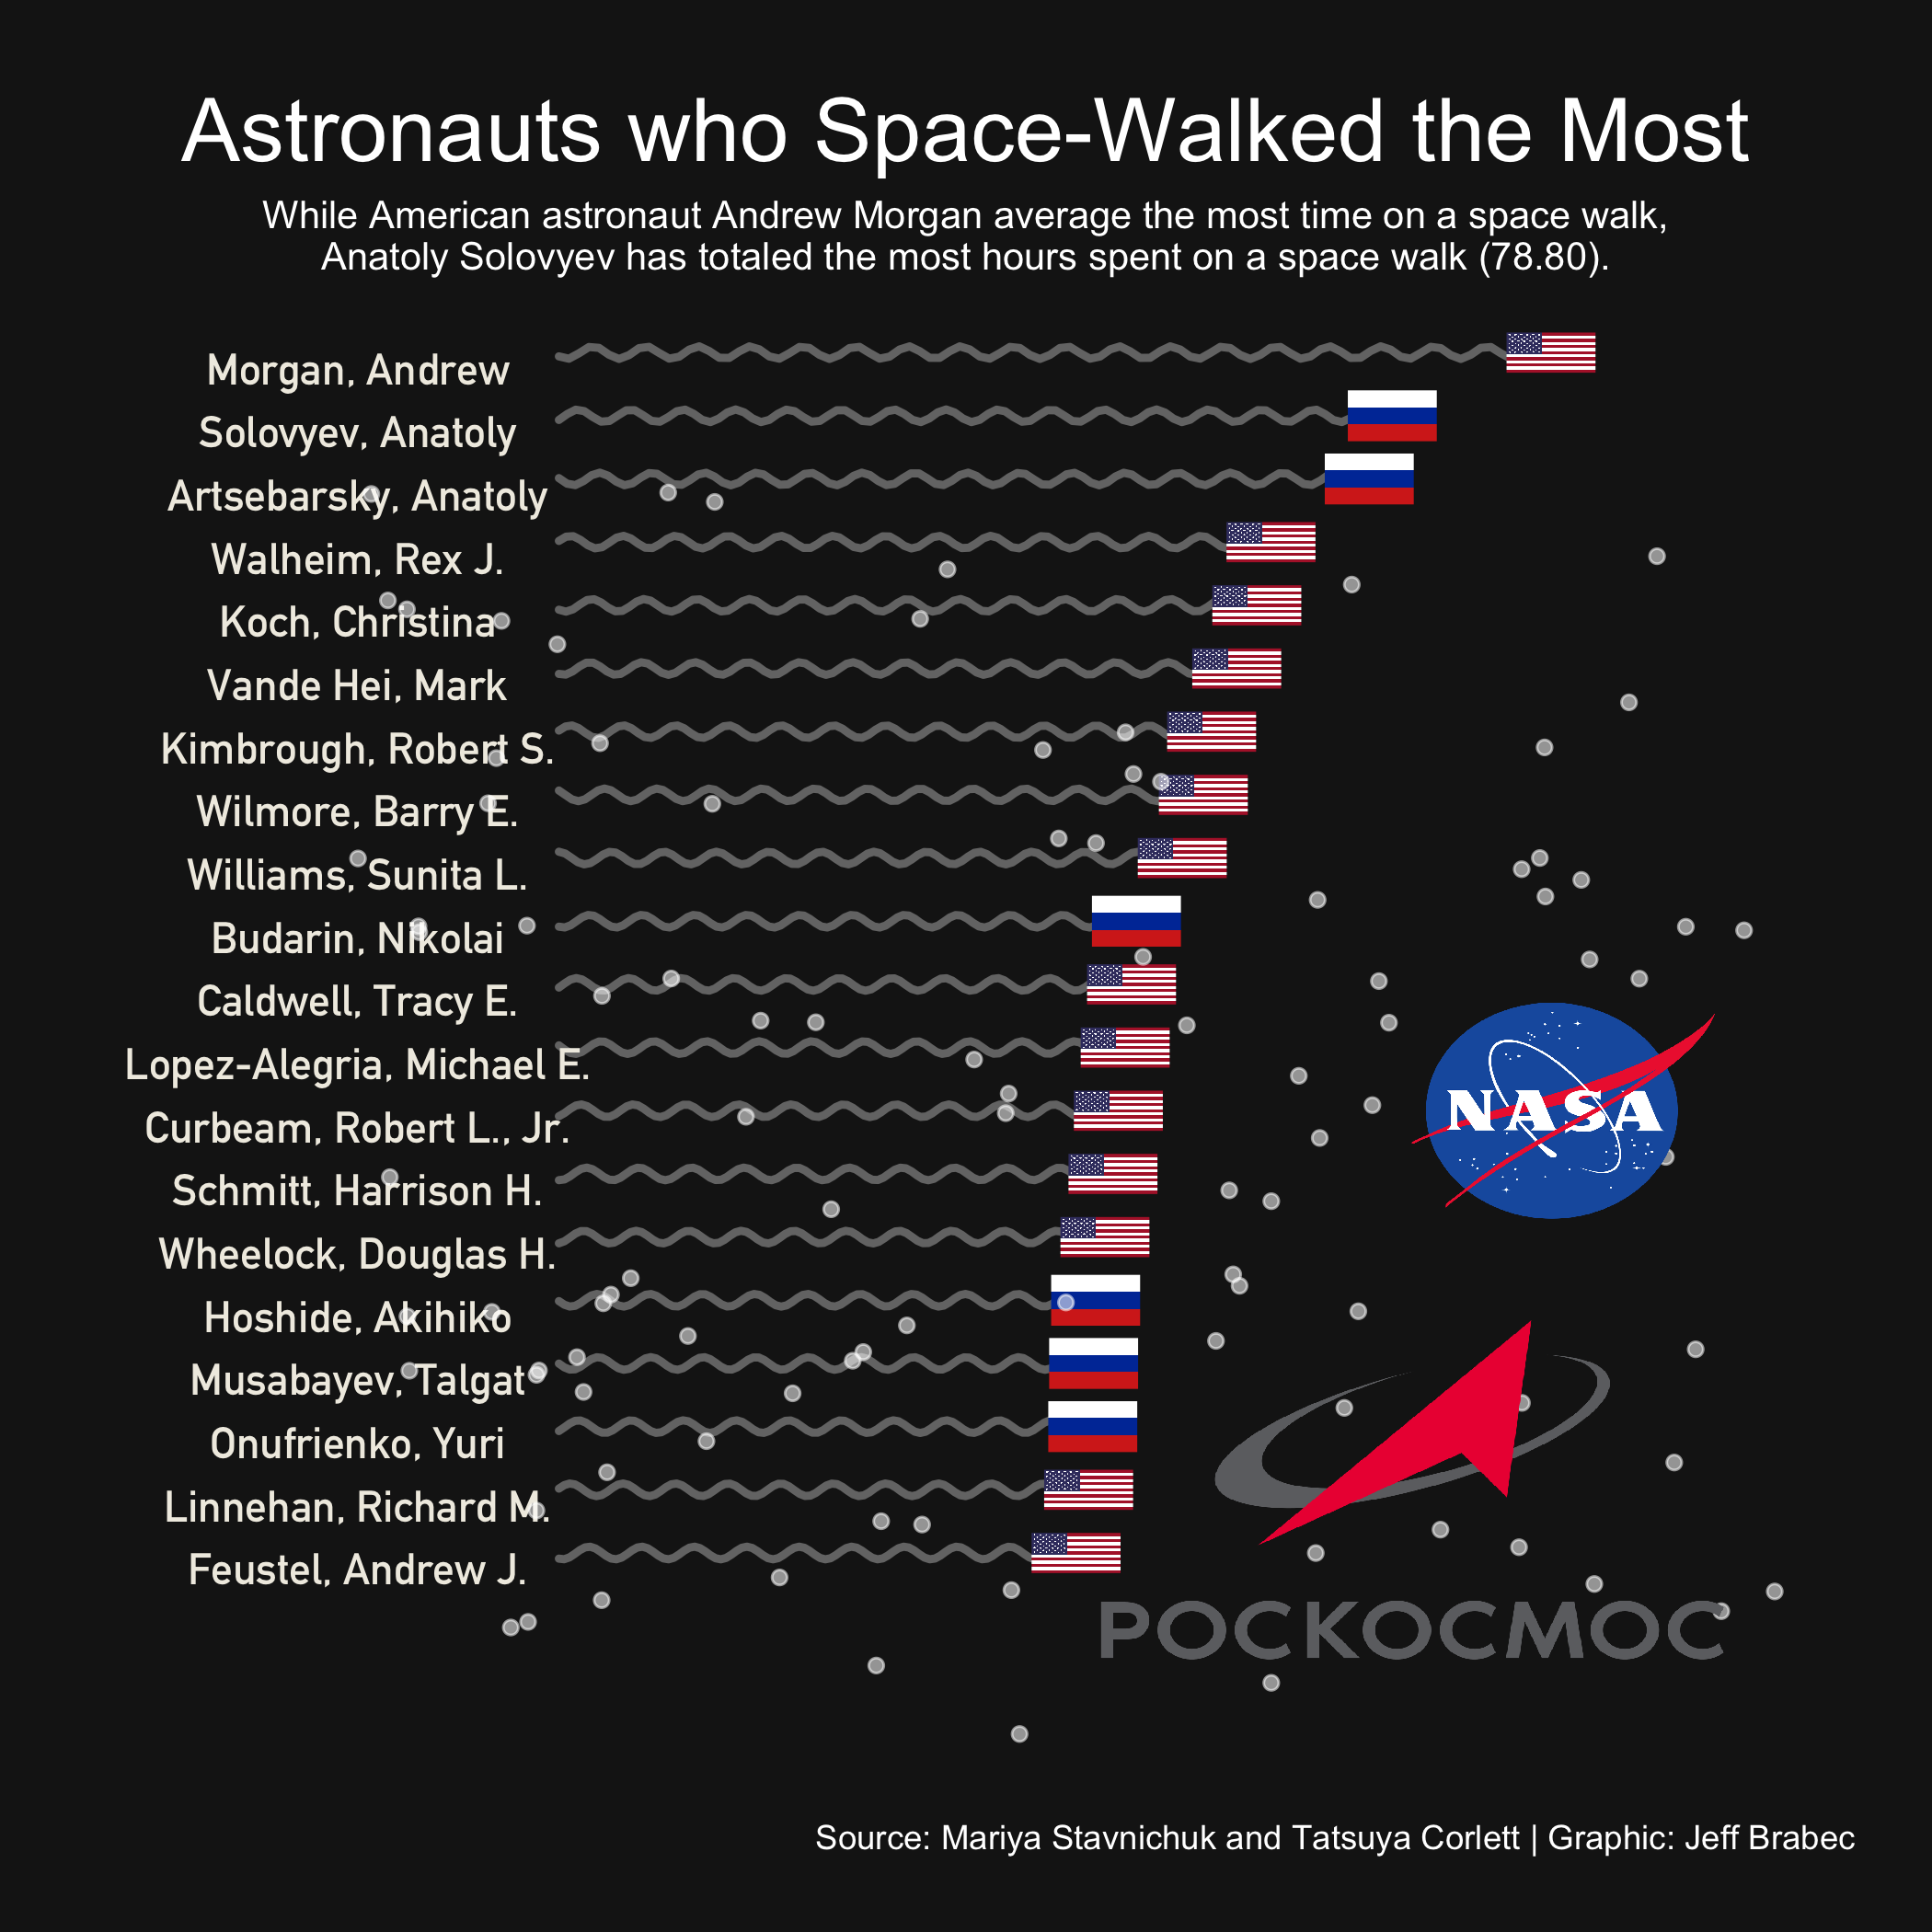 Astronauts who Space-Walked the Most
While American astronaut Andrew Morgan average the most time on a space walk,
Anatoly Solovyev has totaled the most hours spent on a space walk (78.80).
Morgan, Andrew
Solovyev, Anatoly
Artsebarsky, Anatoly
Walheim, Rex J.
Koch, Christina
Vande Hei, Mark
Kimbrough, Robert S.
Wilmore, Barry E.
Williams, Sunita L.
Budarin, Nikolai
Caldwell, Tracy E.
Lopez-Alegria, Michael E.
Curbeam, Robert L., Jr.
Schmitt, Harrison H.
Wheelock, Douglas H.
Hoshide, Akihiko
Musabayev, Talgat
Onufrienko, Yuri
Linnehan, Richard M.
Feustel, Andrew J.
NASA
РОСКОСМОС
Source: Mariya Stavnichuk and Tatsuya Corlett | Graphic: Jeff Brabec